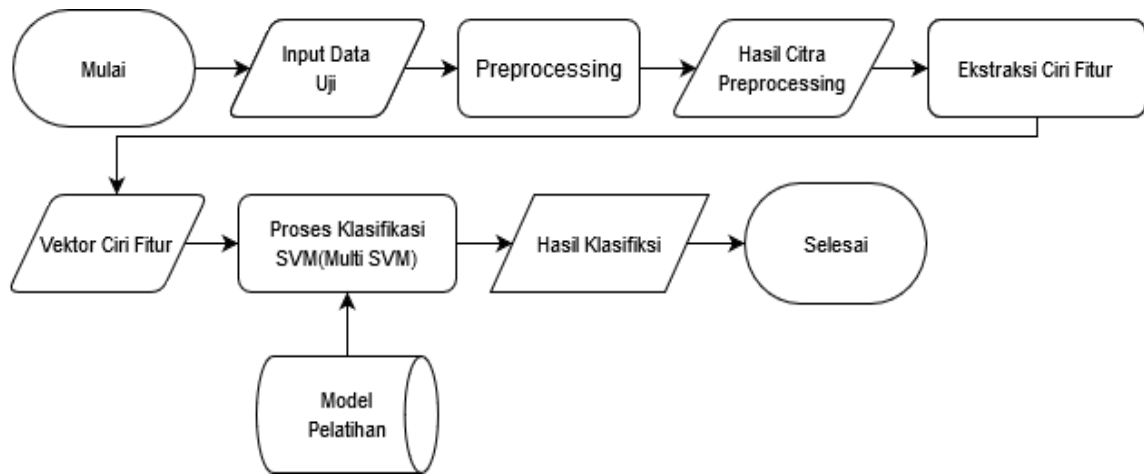 Mulai
Input Data
Uji
Preprocessing
Hasil Citra
Preprocessing
Ekstraksi Ciri Fitur
Vektor Ciri Fitur
Proses Klasifikasi
SVM(Multi SVM)
Hasil Klasifiksi
Selesai
Model
Pelatihan